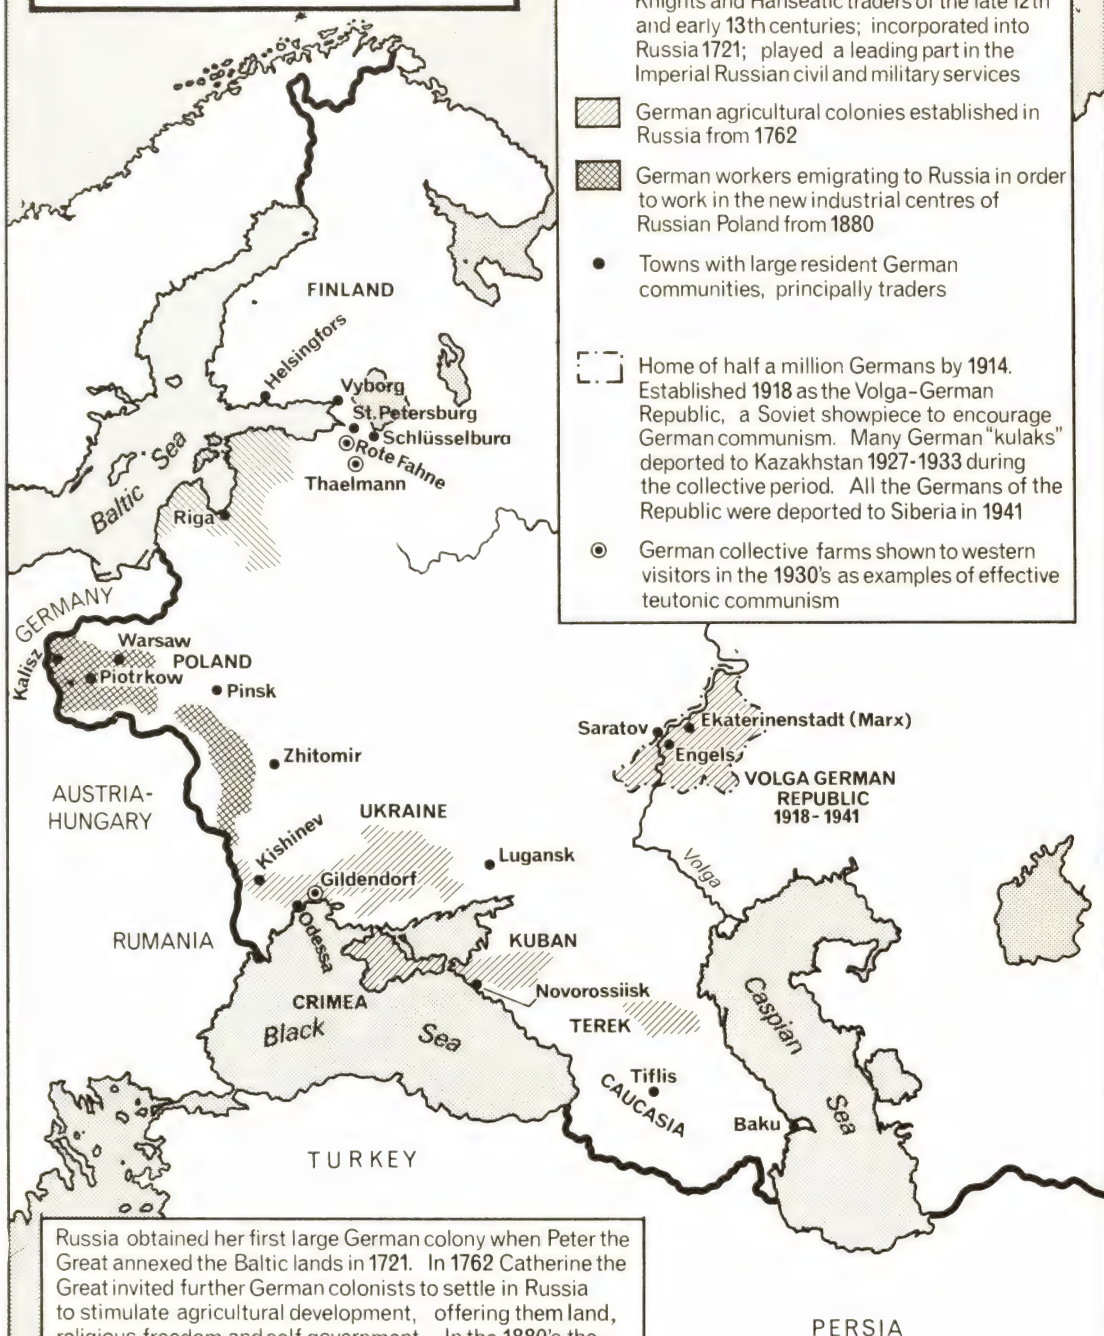 Knights and Hanseatic traders of the late 12th
and early 13th centuries; incorporated into
Russia 1721; played a leading part in the
Imperial Russian civil and military services
German agricultural colonies established in
Russia from 1762
German workers emigrating to Russia in order
to work in the new industrial centres of
Russian Poland from 1880
Towns with large resident German
communities, principally traders
Home of half a million Germans by 1914.
Established 1918 as the Volga-German
Republic, a Soviet showpiece to encourage
German communism. Many German "kulaks"
deported to Kazakhstan 1927-1933 during
the collective period. All the Germans of the
Republic were deported to Siberia in 1941
German collective farms shown to western
visitors in the 1930's as examples of effective
teutonic communism
FINLAND
Helsingfors
Vyborg
St. Petersburg
Schlüsselburg
Rote Fahne
Thaelmann
Baltic Sea
Riga
GERMANY
Kalisz
Warsaw
POLAND
Piotrkow
Pinsk
Zhitomir
AUSTRIA-
HUNGARY
UKRAINE
Kishinev
Lugansk
Gildendorf
Odessa
RUMANIA
Saratov
Ekaterinenstadt (Marx)
Engels
VOLGA GERMAN
REPUBLIC
1918-1941
Volga
KUBAN
Novorossiisk
CRIMEA
Black Sea
TEREK
Tiflis
CAUCASIA
Baku
Caspian Sea
TURKEY
PERSIA
Russia obtained her first large German colony when Peter the
Great annexed the Baltic lands in 1721. In 1762 Catherine the
Great invited further German colonists to settle in Russia
to stimulate agricultural development, offering them land,
religious freedom and self government. In the 1880's the